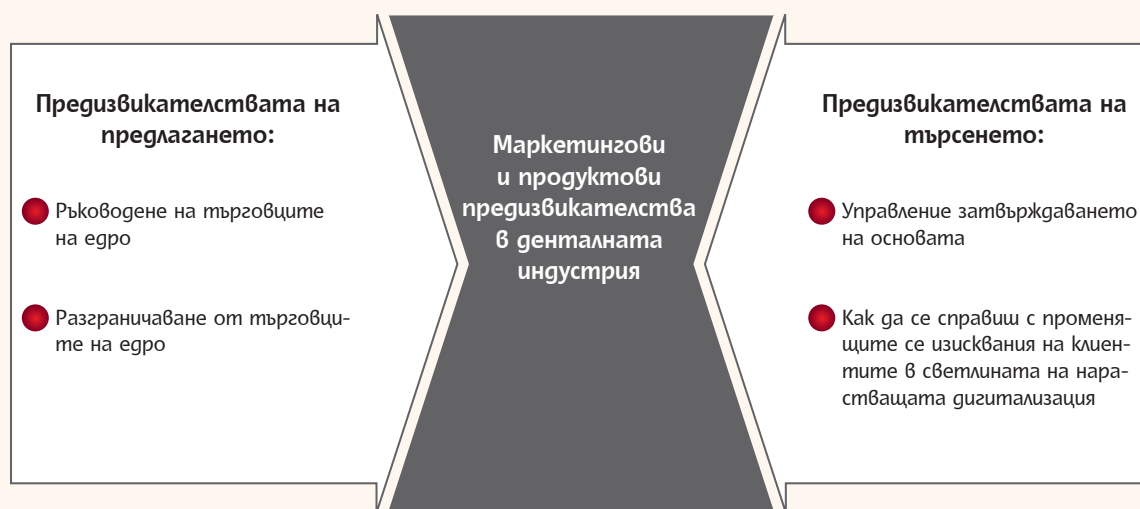 Предизвикателствата на
предлагането:
Ръководене на търговците
на едро
Разграничаване от търговци-
те на едро
Маркетингови
и продуктови
предизвикателства
в денталната
индустрия
Предизвикателствата на
търсенето:
Управление затвърждаването
на основата
Как да се справиш с променя-
щите се изисквания на клиен-
тите в светлината на нара-
стващата дигитализация